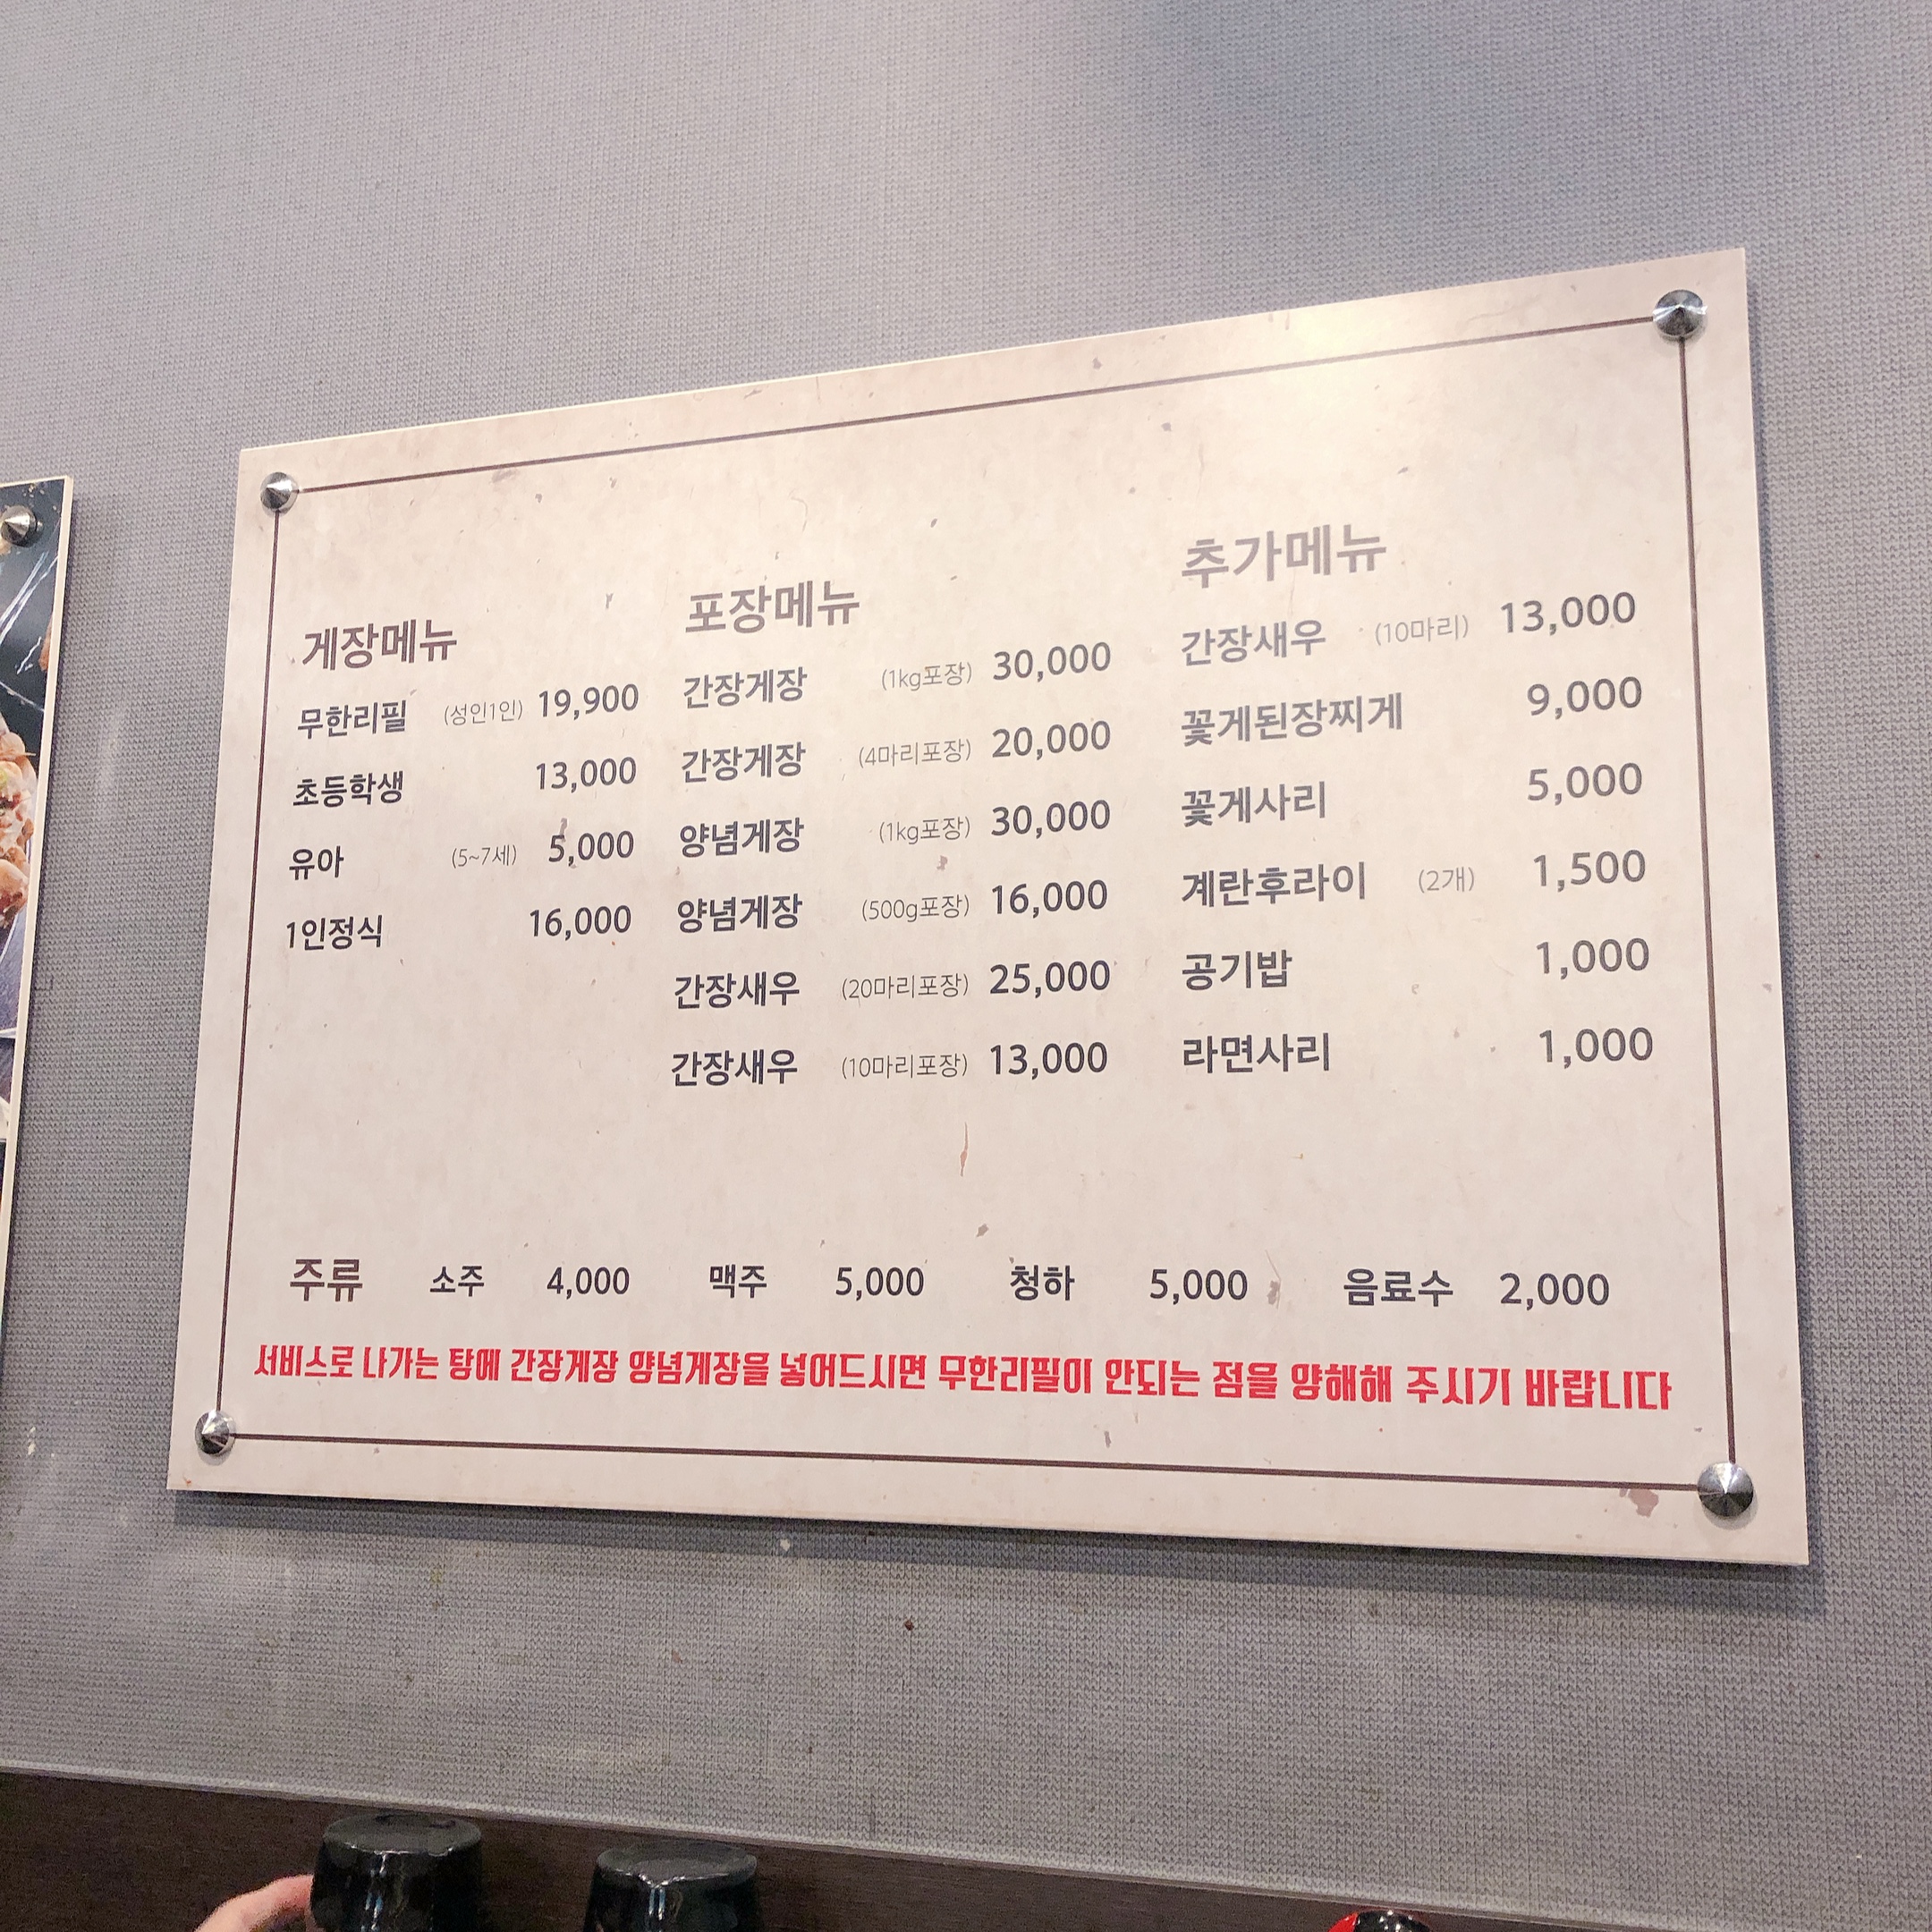 게장메뉴
무한리필 (성인1인) 19,900
초등학생 13,000
유아 (5~7세) 5,000
1인정식 16,000
포장메뉴
간장게장 (1kg포장) 30,000
간장게장 (4마리포장) 20,000
양념게장 (1kg포장) 30,000
양념게장 (500g포장) 16,000
간장새우 (20마리포장) 25,000
간장새우 (10마리포장) 13,000
추가메뉴
간장새우 (10마리) 13,000
꽃게된장찌게 9,000
꽃게사리 5,000
계란후라이 (2개) 1,500
공기밥 1,000
라면사리 1,000
주류 소주 4,000 맥주 5,000 청하 5,000 음료수 2,000
서비스로 나가는 탕에 간장게장 양념게장을 넣어드시면 무한리필이 안되는 점을 양해해 주시기 바랍니다